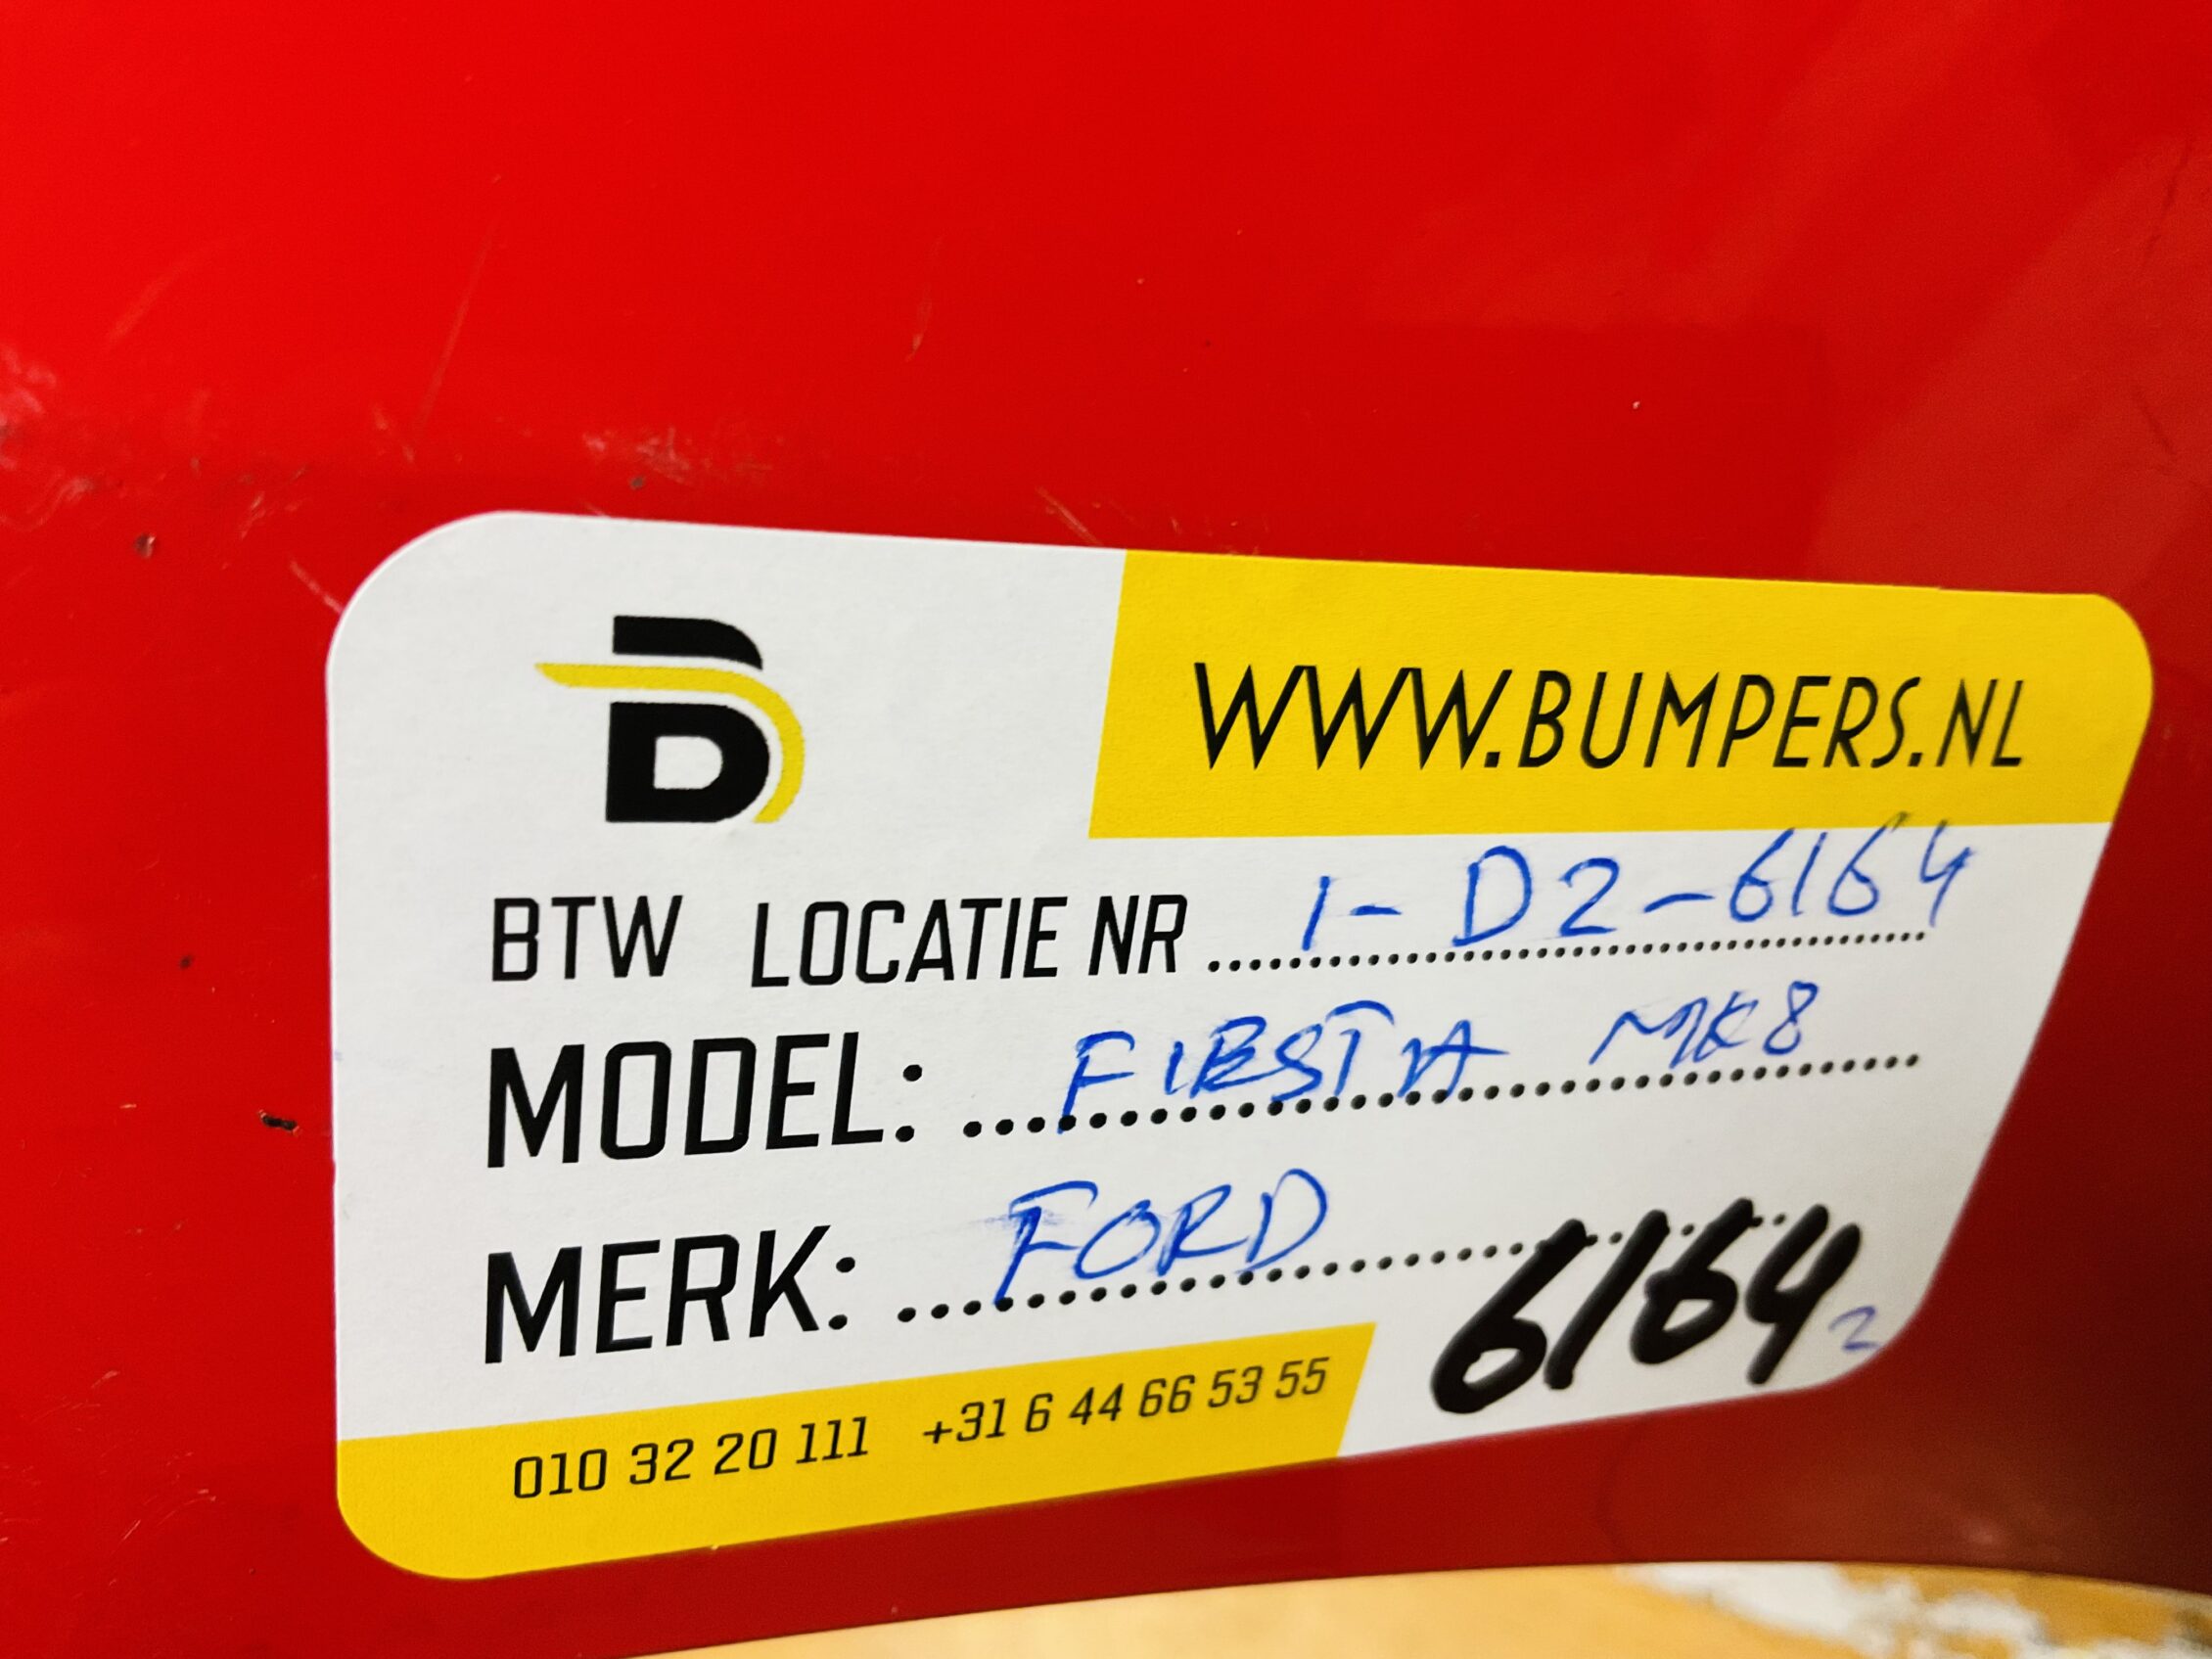 B
WWW.BUMPERS.NL
BTW LOCATIE NR ........ 1-D2-6164
MODEL: ........ FIESTA MK8
MERK: ........ FORD
6164 2
010 32 20 111 +31 6 44 66 53 55